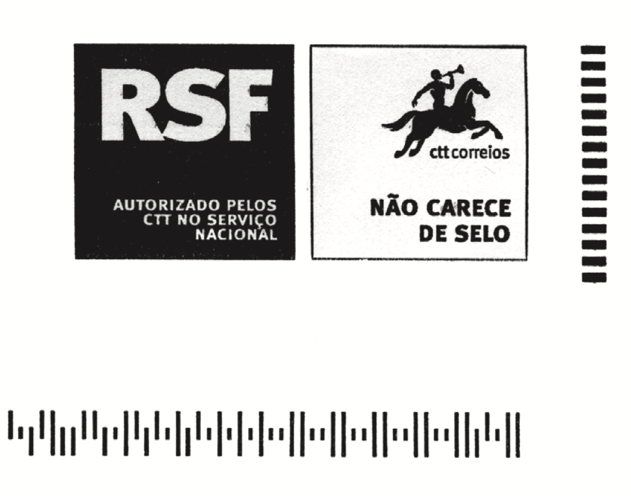 RSF
AUTORIZADO PELOS
CTT NO SERVIÇO
NACIONAL
ctt correios
NÃO CARECE
DE SELO